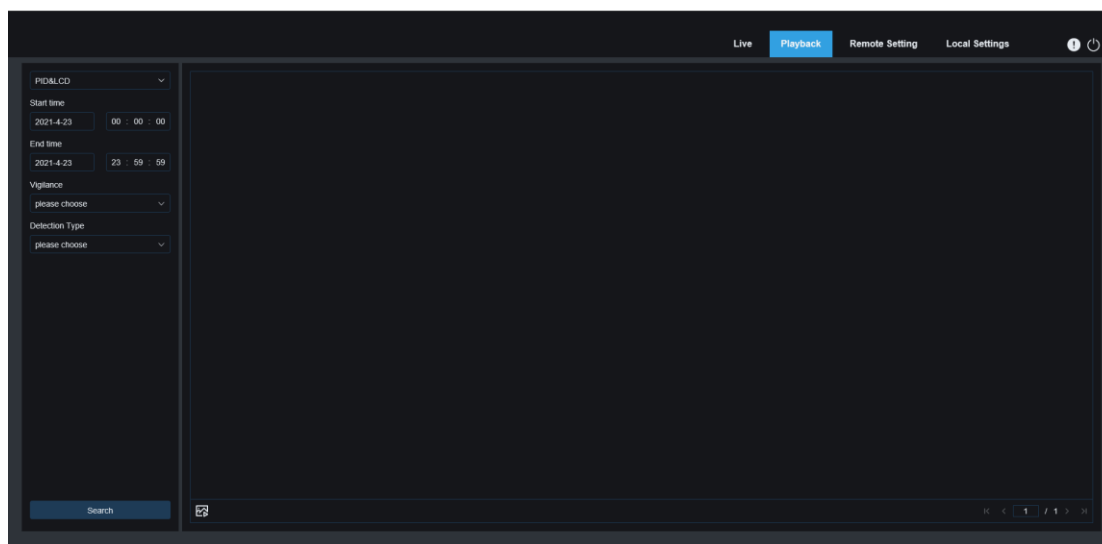 Live Playback Remote Setting Local Settings
PID&LCD
Start time
2021-4-23 00 : 00 : 00
End time
2021-4-23 23 : 59 : 59
Vigilance
please choose
Detection Type
please choose
Search
1 / 1